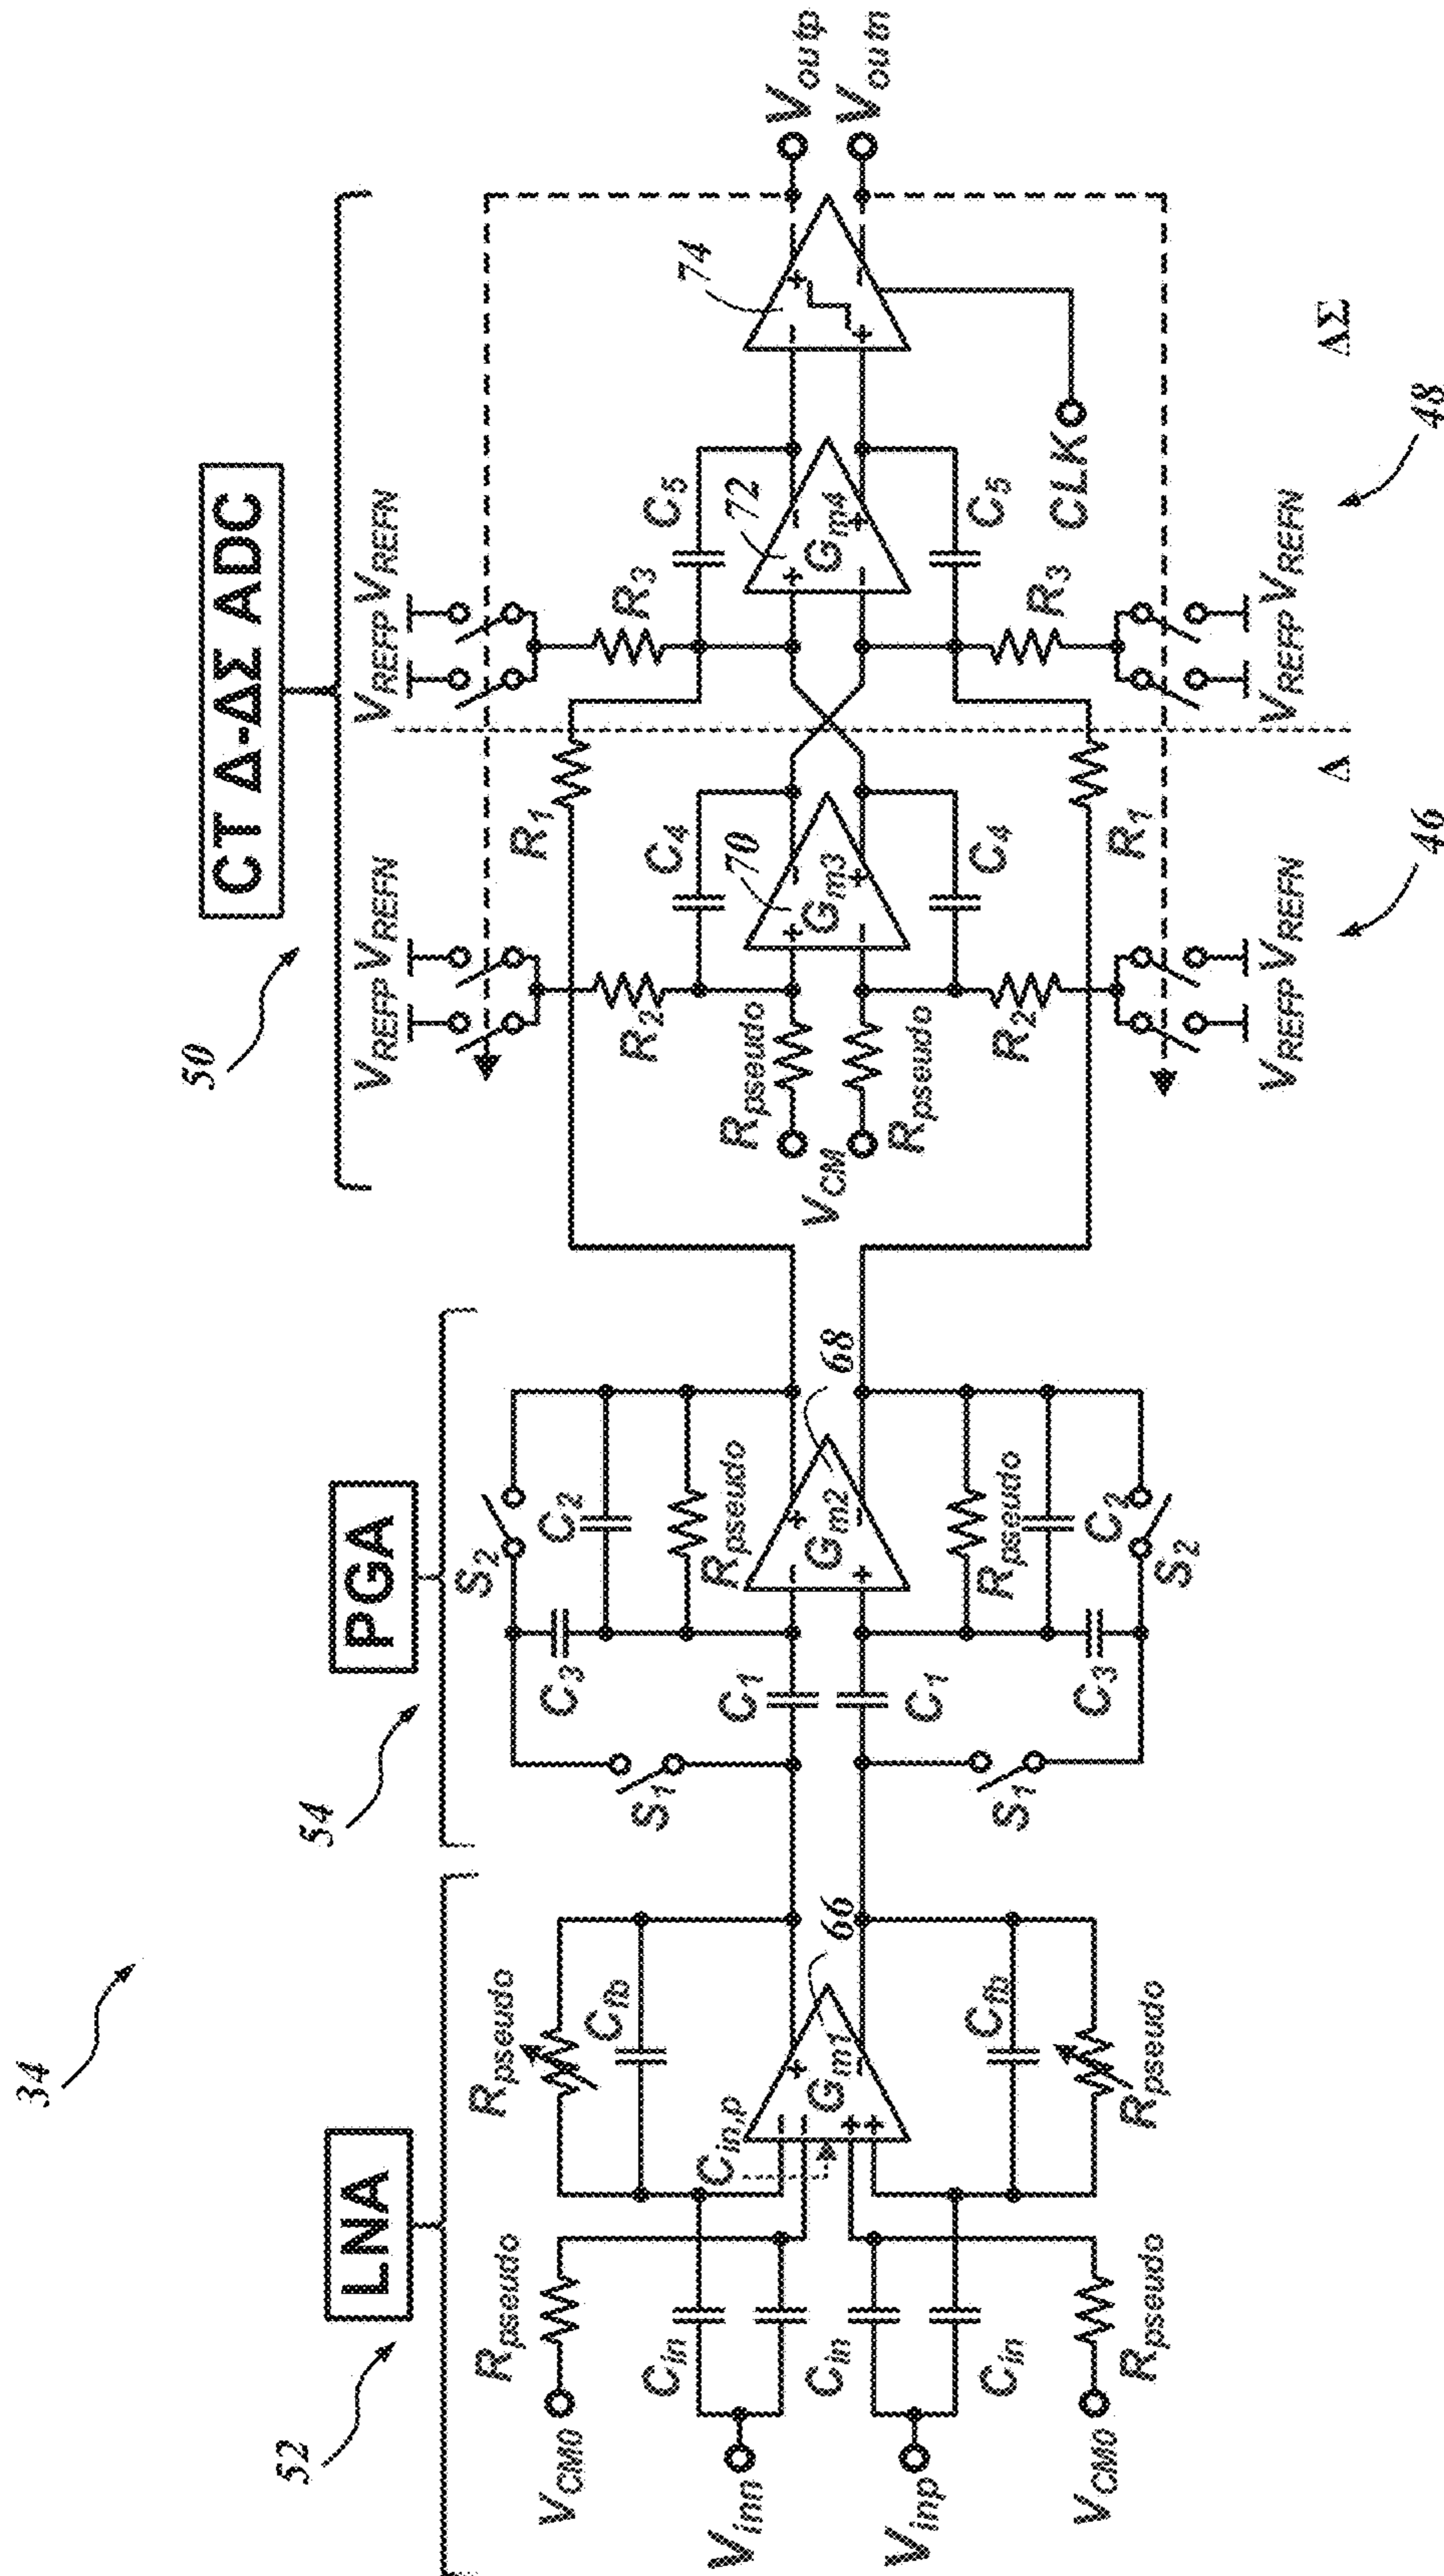 34
52
LNA
54
PGA
50
CT Δ-ΔΣ ADC
V_CM0
R_pseudo
R_pseudo
C_fb
C_in
V_inn
C_in,p
66
G_m1
+
−
−
−
+
+
C_in
V_inp
C_in
C_fb
V_CM0
R_pseudo
R_pseudo
S_1
C_3
S_2
C_2
R_pseudo
C_1
68
G_m2
−
+
+
−
C_1
R_pseudo
C_2
C_3
S_1
S_2
V_REFP V_REFN
R_2
C_4
R_1
R_pseudo
V_CM
R_pseudo
70
G_m3
+
−
−
+
C_4
R_2
R_1
V_REFP V_REFN
46
Δ
V_REFP V_REFN
R_3
C_5
72
G_m4
+
−
−
+
C_5
R_3
V_REFP V_REFN
48
ΔΣ
74
−
+
+
−
CLK
V_outp
V_outn